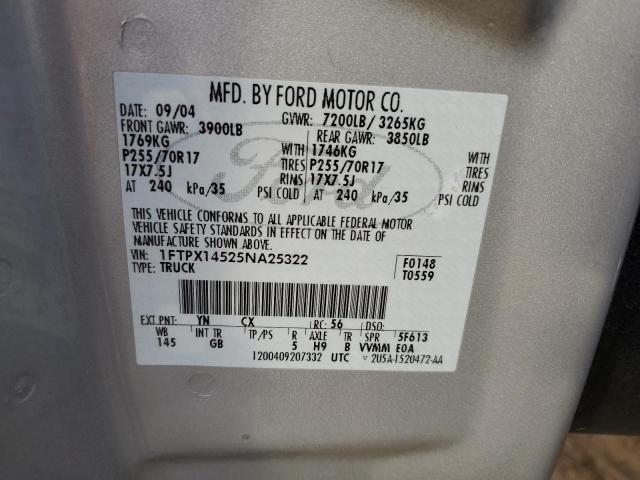 MFD. BY FORD MOTOR CO.
DATE: 09/04 GVWR: 7200LB/ 3265KG
FRONT GAWR: 3900LB REAR GAWR: 3850LB
1769KG WITH 1746KG WITH
P255/70R17 TIRES P255/70R17 TIRES
17X7.5J RIMS 17X7.5J RIMS
AT 240 kPa/35 PSI COLD AT 240 kPa/35 PSI COLD
Ford
THIS VEHICLE CONFORMS TO ALL APPLICABLE FEDERAL MOTOR
VEHICLE SAFETY STANDARDS IN EFFECT ON THE DATE OF
MANUFACTURE SHOWN ABOVE.
VIN: 1FTPX14525NA25322 F0148
TYPE: TRUCK T0559
EXT PNT: YN CX RC: 56 DSO:
WB INT TR TP/PS R AXLE TR SPR 5F613
145 GB 5 H9 B VVMM E0A
1200409207332 UTC 2U5A-1520472-AA